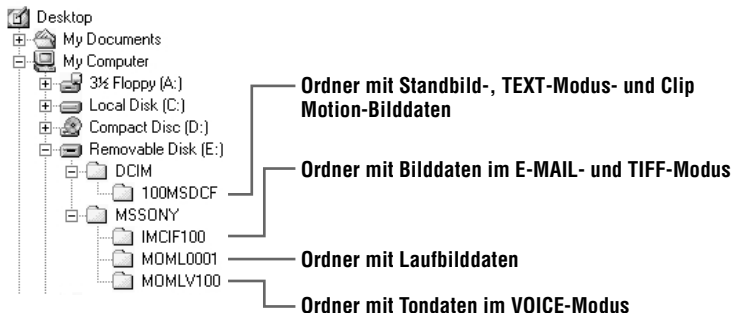 Desktop
My Documents
My Computer
3½ Floppy (A:)
Local Disk (C:)
Compact Disc (D:)
Removable Disk (E:)
DCIM
100MSDCF
MSSONY
IMCIF100
MOML0001
MOMLV100
Ordner mit Standbild-, TEXT-Modus- und Clip
Motion-Bilddaten
Ordner mit Bilddaten im E-MAIL- und TIFF-Modus
Ordner mit Laufbilddaten
Ordner mit Tondaten im VOICE-Modus